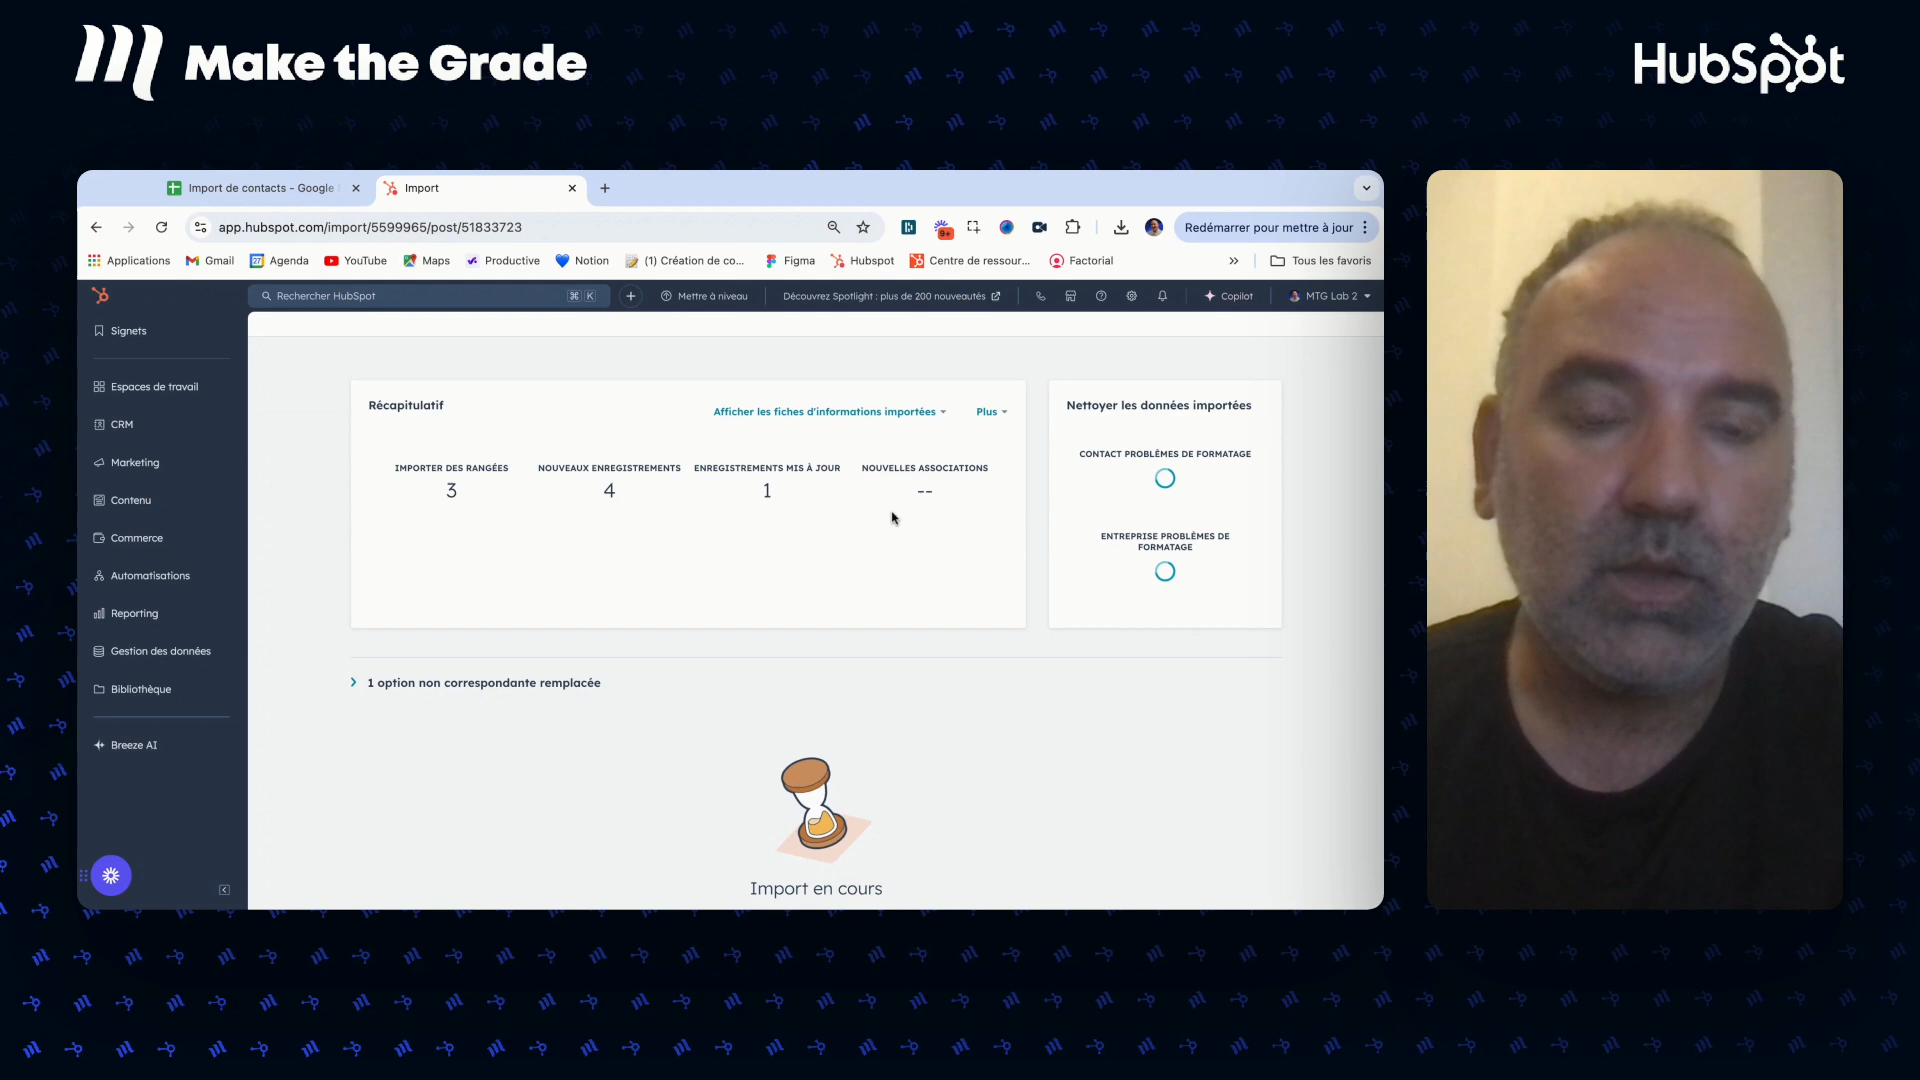 Make the Grade
HubSpot
Import de contacts - Google
Import
app.hubspot.com/import/5599965/post/51833723
9+
Redémarrer pour mettre à jour
Applications
Gmail
27
Agenda
YouTube
Maps
Productive
Notion
(1) Création de co...
Figma
Hubspot
Centre de ressour...
Factorial
Tous les favoris
Rechercher HubSpot
⌘ K
Mettre à niveau
Découvrez Spotlight : plus de 200 nouveautés
Copilot
MTG Lab 2
Signets
Espaces de travail
CRM
Marketing
Contenu
Commerce
Automatisations
Reporting
Gestion des données
Bibliothèque
Breeze AI
Récapitulatif
Afficher les fiches d'informations importées
Plus
IMPORTER DES RANGÉES
NOUVEAUX ENREGISTREMENTS
ENREGISTREMENTS MIS À JOUR
NOUVELLES ASSOCIATIONS
3
4
1
--
Nettoyer les données importées
CONTACT PROBLÈMES DE FORMATAGE
ENTREPRISE PROBLÈMES DE
FORMATAGE
1 option non correspondante remplacée
Import en cours